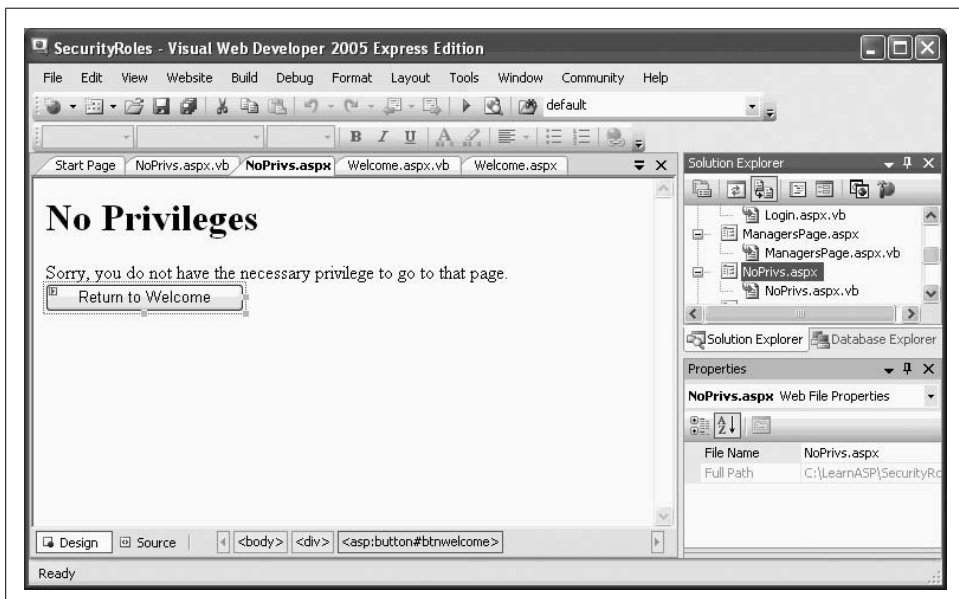 SecurityRoles - Visual Web Developer 2005 Express Edition
File Edit View Website Build Debug Format Layout Tools Window Community Help
default
B I U A
Start Page NoPrivs.aspx.vb NoPrivs.aspx Welcome.aspx.vb Welcome.aspx
No Privileges
Sorry, you do not have the necessary privilege to go to that page.
Return to Welcome
Design Source <body> <div> <asp:button#btnwelcome>
Solution Explorer
Login.aspx.vb
ManagersPage.aspx
ManagersPage.aspx.vb
NoPrivs.aspx
NoPrivs.aspx.vb
Solution Explorer Database Explorer
Properties
NoPrivs.aspx Web File Properties
A Z
File Name NoPrivs.aspx
Full Path C:\LearnASP\SecurityRo
Ready